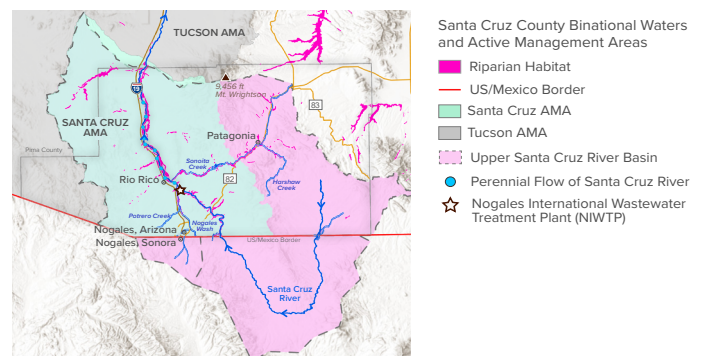 TUCSON AMA
19
9,456 ft
Mt. Wrightson
83
SANTA CRUZ
AMA
Patagonia
Pima County
Sonoita
Creek
Rio Rico
82
Harshaw
Creek
Potrero Creek
Nogales
Wash
Nogales, Arizona
Nogales, Sonora
US/Mexico Border
Santa Cruz
River
Santa Cruz County Binational Waters
and Active Management Areas
Riparian Habitat
US/Mexico Border
Santa Cruz AMA
Tucson AMA
Upper Santa Cruz River Basin
Perennial Flow of Santa Cruz River
Nogales International Wastewater
Treatment Plant (NIWTP)